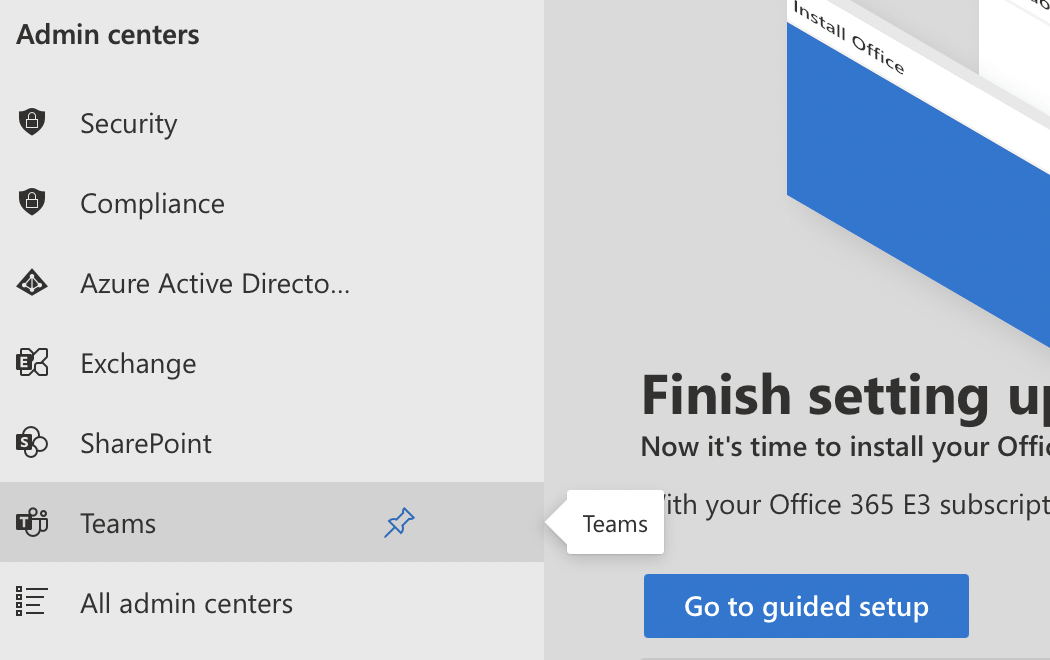 Admin centers
Security
Compliance
Azure Active Directo...
Exchange
SharePoint
Teams
All admin centers
Install Office
Finish setting up
Now it's time to install your Offic
With your Office 365 E3 subscript
Teams
Go to guided setup